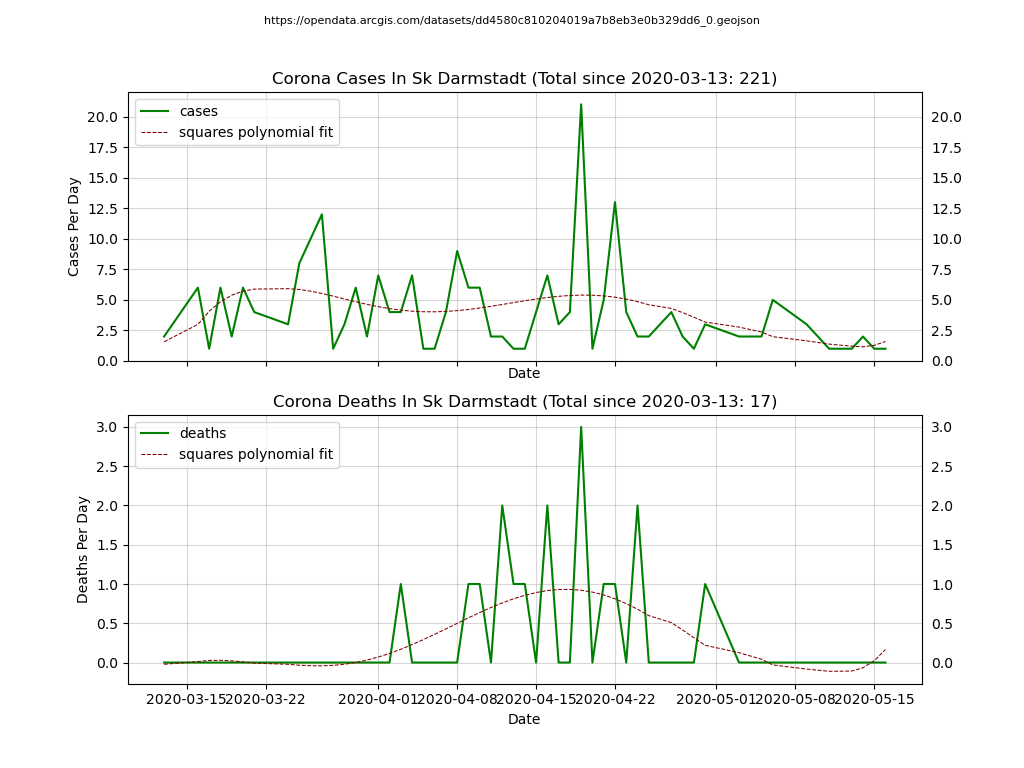 https://opendata.arcgis.com/datasets/dd4580c810204019a7b8eb3e0b329dd6_0.geojson
Corona Cases In Sk Darmstadt (Total since 2020-03-13: 221)
cases
squares polynomial fit
Cases Per Day
20.0
17.5
15.0
12.5
10.0
7.5
5.0
2.5
0.0
20.0
17.5
15.0
12.5
10.0
7.5
5.0
2.5
0.0
Date
Corona Deaths In Sk Darmstadt (Total since 2020-03-13: 17)
deaths
squares polynomial fit
Deaths Per Day
3.0
2.5
2.0
1.5
1.0
0.5
0.0
3.0
2.5
2.0
1.5
1.0
0.5
0.0
2020-03-15 2020-03-22 2020-04-01 2020-04-08 2020-04-15 2020-04-22 2020-05-01 2020-05-08 2020-05-15
Date